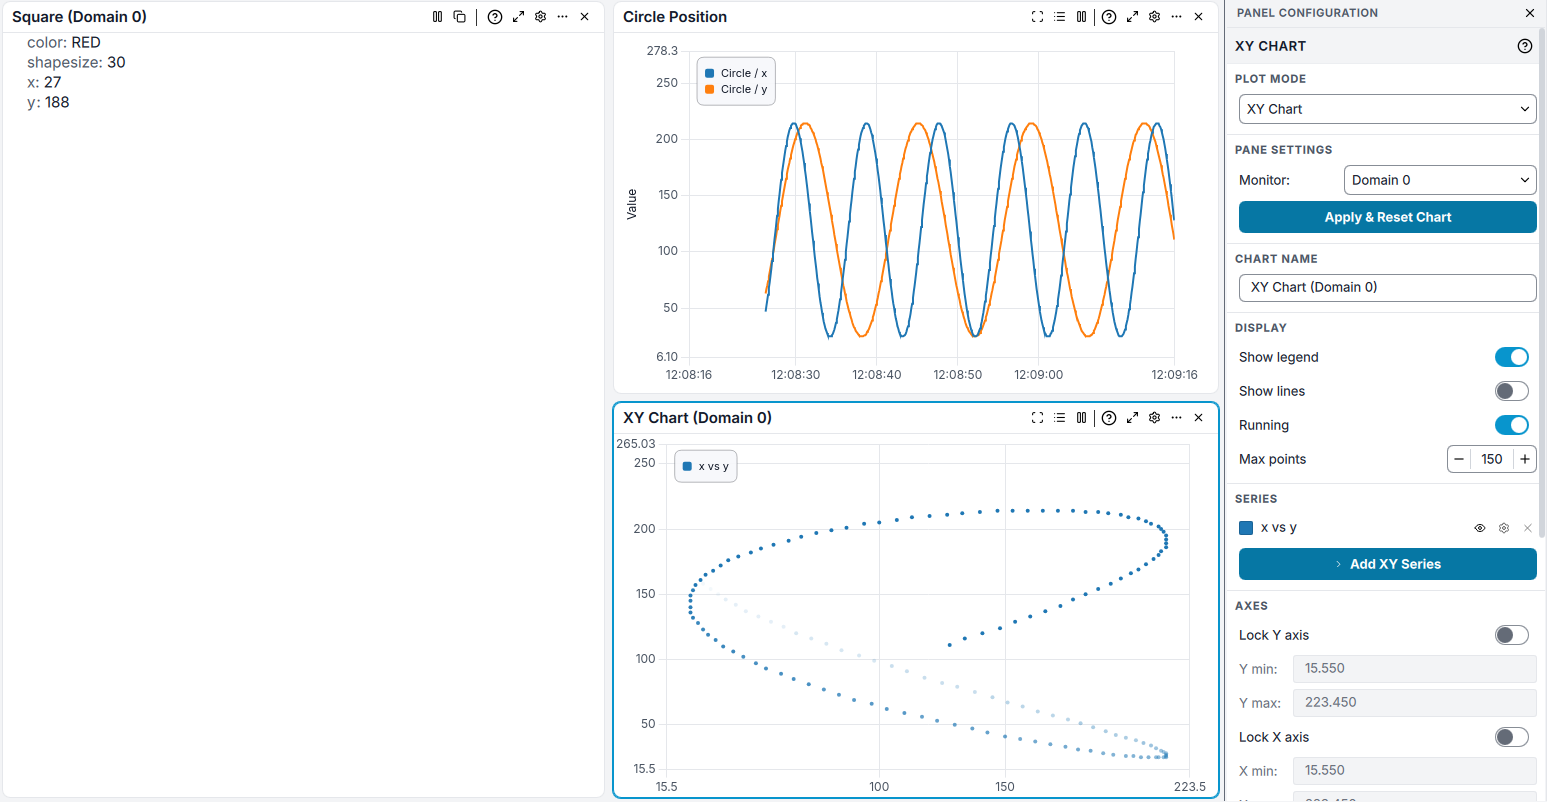 Square (Domain 0)
color: RED
shapesize: 30
x: 27
y: 188
Circle Position
278.3
250
200
150
100
50
6.10
Value
Circle / x
Circle / y
12:08:16
12:08:30
12:08:40
12:08:50
12:09:00
12:09:16
XY Chart (Domain 0)
265.03
250
200
150
100
50
15.5
x vs y
15.5
100
150
223.5
PANEL CONFIGURATION
XY CHART
PLOT MODE
XY Chart
PANE SETTINGS
Monitor:
Domain 0
Apply & Reset Chart
CHART NAME
XY Chart (Domain 0)
DISPLAY
Show legend
Show lines
Running
Max points
150
SERIES
x vs y
Add XY Series
AXES
Lock Y axis
Y min:
15.550
Y max:
223.450
Lock X axis
X min:
15.550